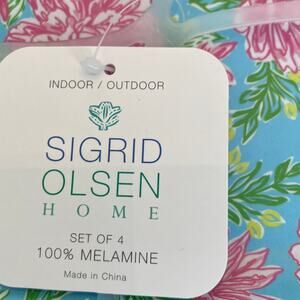 INDOOR / OUTDOOR
SIGRID
OLSEN
HOME
SET OF 4
100% MELAMINE
Made in China